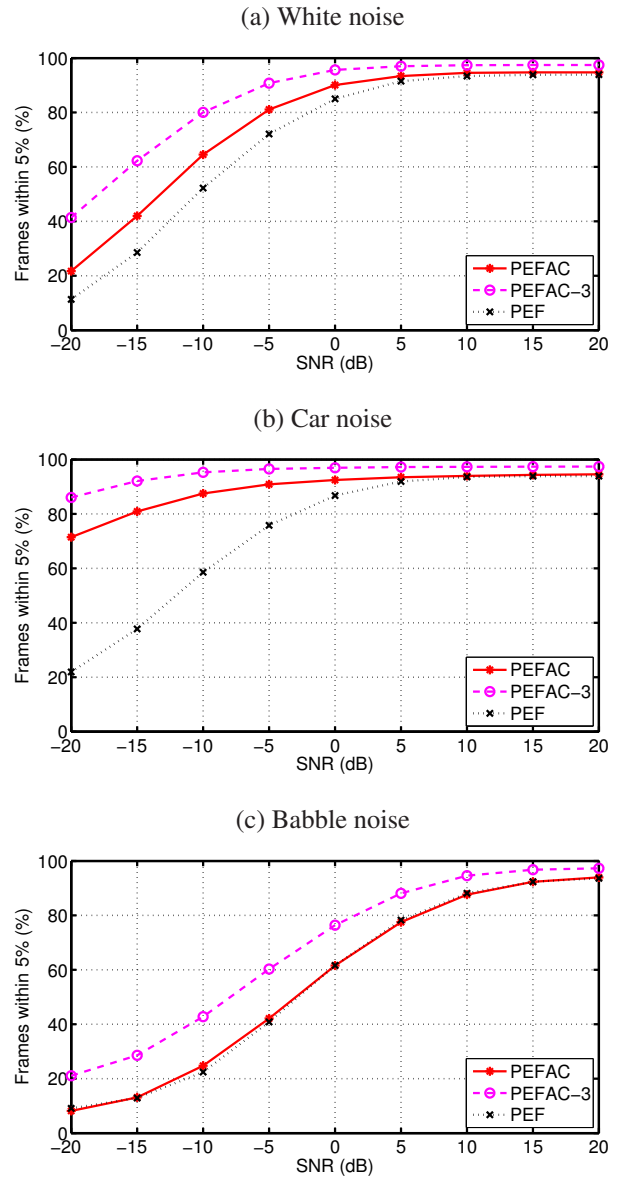 (a) White noise
100
80
60
40
20
0
Frames within 5% (%)
PEFAC
PEFAC-3
PEF
−20 −15 −10 −5 0 5 10 15 20
SNR (dB)
(b) Car noise
100
80
60
40
20
0
Frames within 5% (%)
PEFAC
PEFAC-3
PEF
−20 −15 −10 −5 0 5 10 15 20
SNR (dB)
(c) Babble noise
100
80
60
40
20
0
Frames within 5% (%)
PEFAC
PEFAC-3
PEF
−20 −15 −10 −5 0 5 10 15 20
SNR (dB)